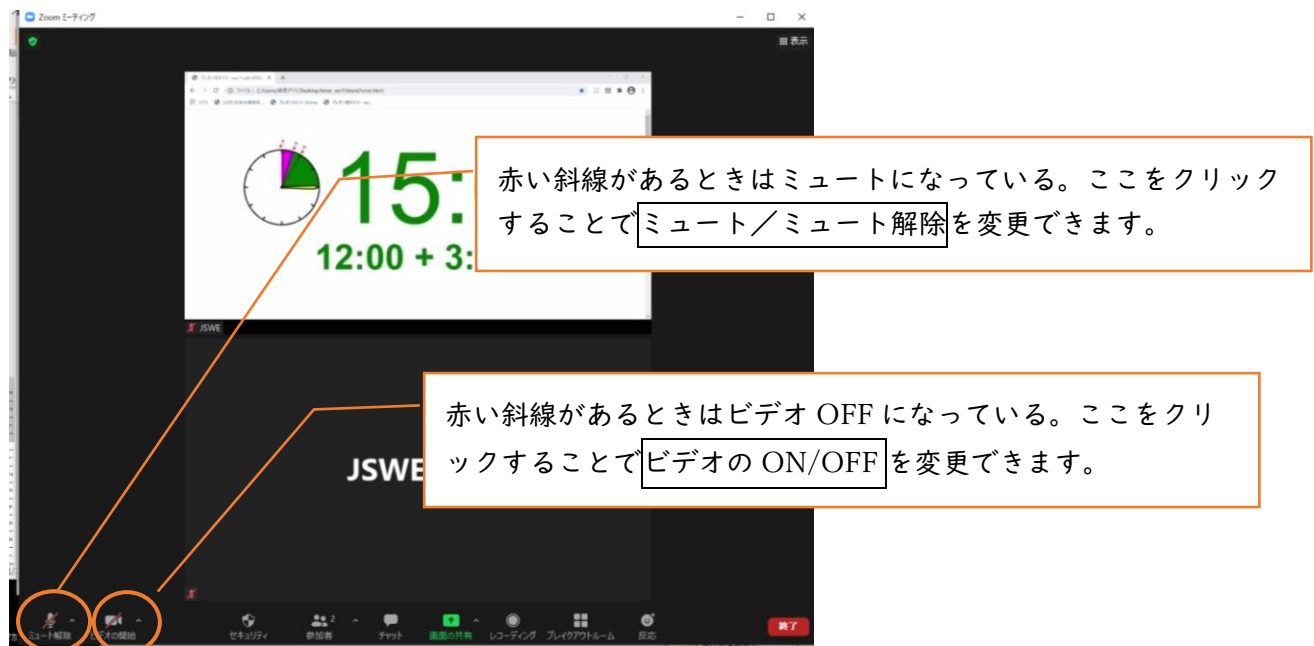 Zoom ミーティング
表示
15:
12:00 + 3:
赤い斜線があるときはミュートになっている。ここをクリック
することでミュート／ミュート解除を変更できます。
JSWE
赤い斜線があるときはビデオ OFF になっている。ここをクリ
ックすることでビデオの ON/OFF を変更できます。
JSWE
ミュート解除 ビデオの開始 セキュリティ 参加者 2 チャット 画面の共有 レコーディング ブレイクアウトルーム 反応 終了